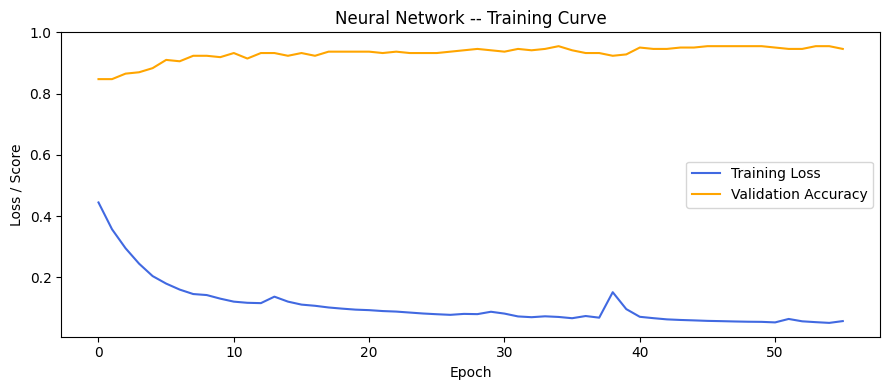 Neural Network -- Training Curve
1.0
0.8
0.6
0.4
0.2
Loss / Score
Training Loss
Validation Accuracy
0 10 20 30 40 50
Epoch